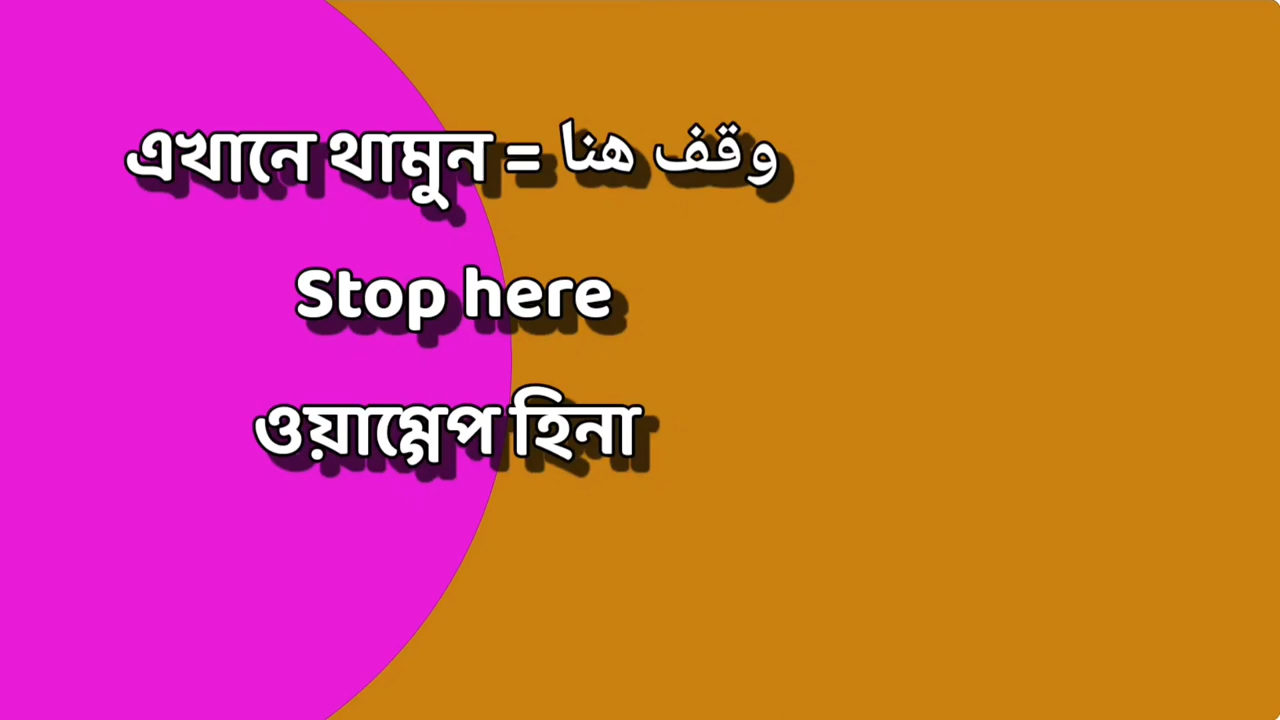 এখানে থামুন = وقف هنا
Stop here
ওয়াগ্গেপ হিনা